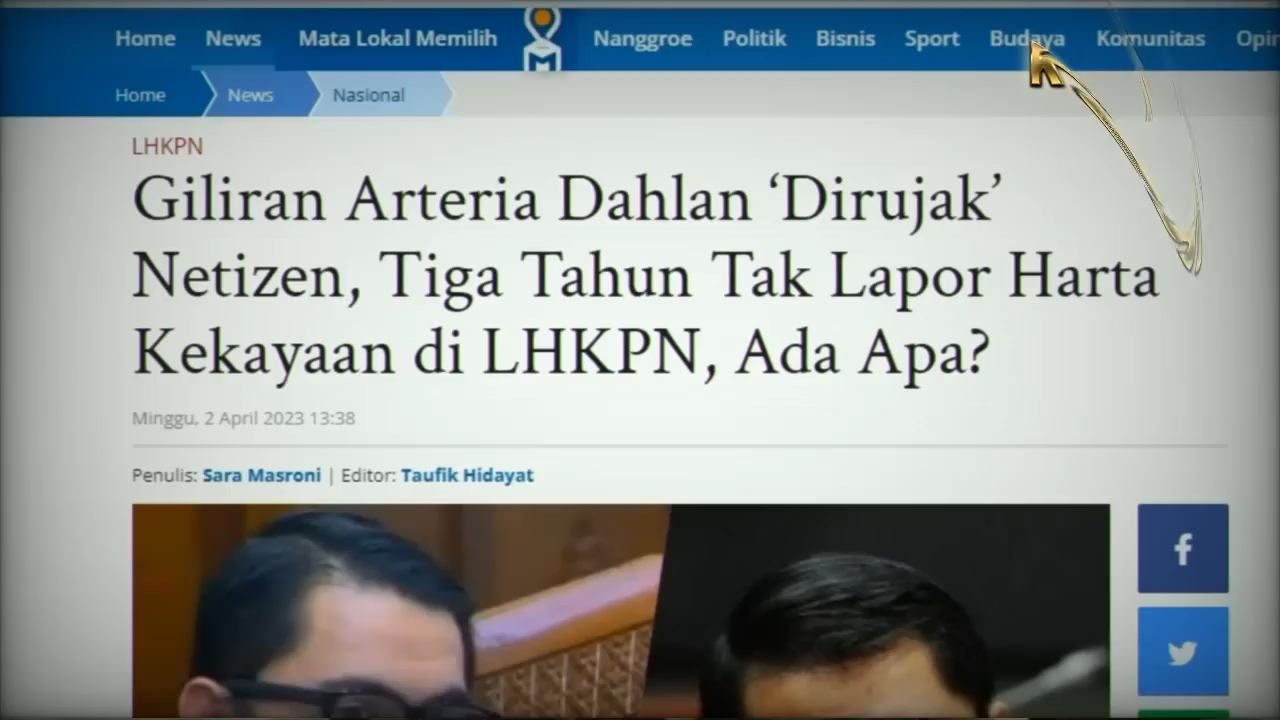 Home News Mata Lokal Memilih Nanggroe Politik Bisnis Sport Budaya Komunitas
Home News Nasional
LHKPN
Giliran Arteria Dahlan ‘Dirujak’
Netizen, Tiga Tahun Tak Lapor Harta
Kekayaan di LHKPN, Ada Apa?
Minggu, 2 April 2023 13:38
Penulis: Sara Masroni | Editor: Taufik Hidayat